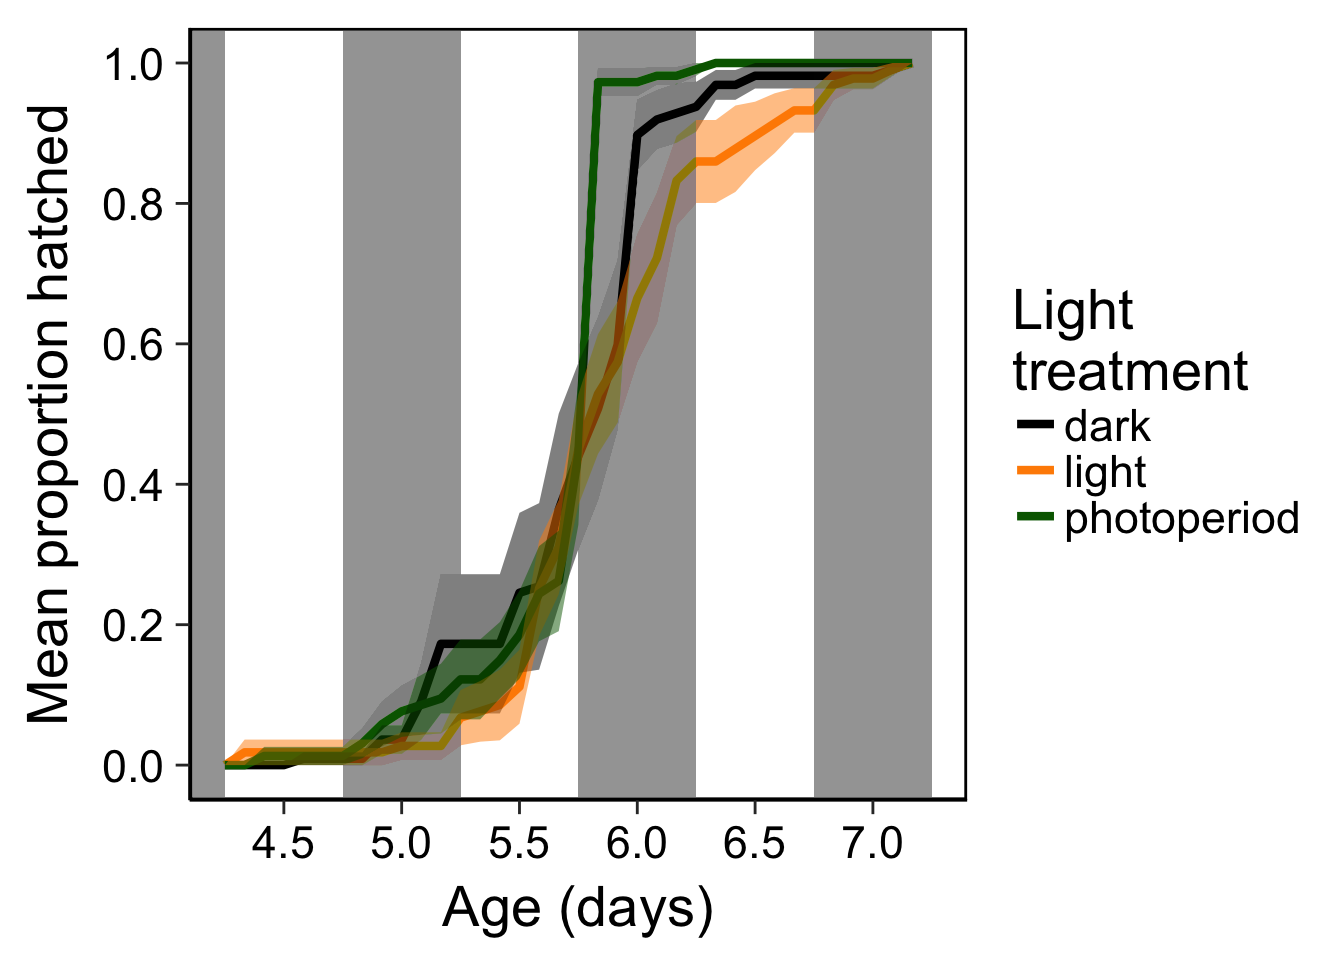 Mean proportion hatched
1.0
0.8
0.6
0.4
0.2
0.0
4.5 5.0 5.5 6.0 6.5 7.0
Age (days)
Light
treatment
dark
light
photoperiod